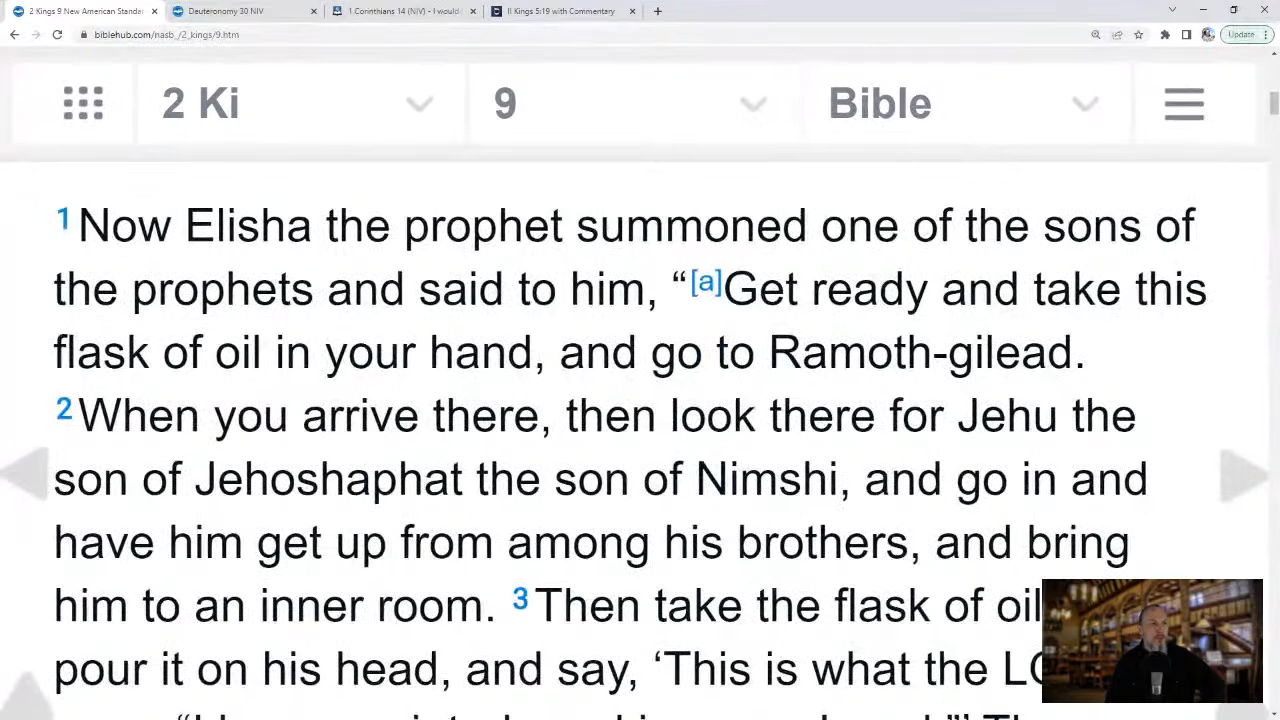 2 Kings 9 New American Standa
Deuteronomy 30 NIV
1 Corinthians 14 (NIV) - I would l
II Kings 5:19 with Commentary
biblehub.com/nasb_/2_kings/9.htm
Update
2 Ki
9
Bible
1 Now Elisha the prophet summoned one of the sons of
the prophets and said to him, “[a]Get ready and take this
flask of oil in your hand, and go to Ramoth-gilead.
2 When you arrive there, then look there for Jehu the
son of Jehoshaphat the son of Nimshi, and go in and
have him get up from among his brothers, and bring
him to an inner room. 3 Then take the flask of oil
pour it on his head, and say, ‘This is what the LO